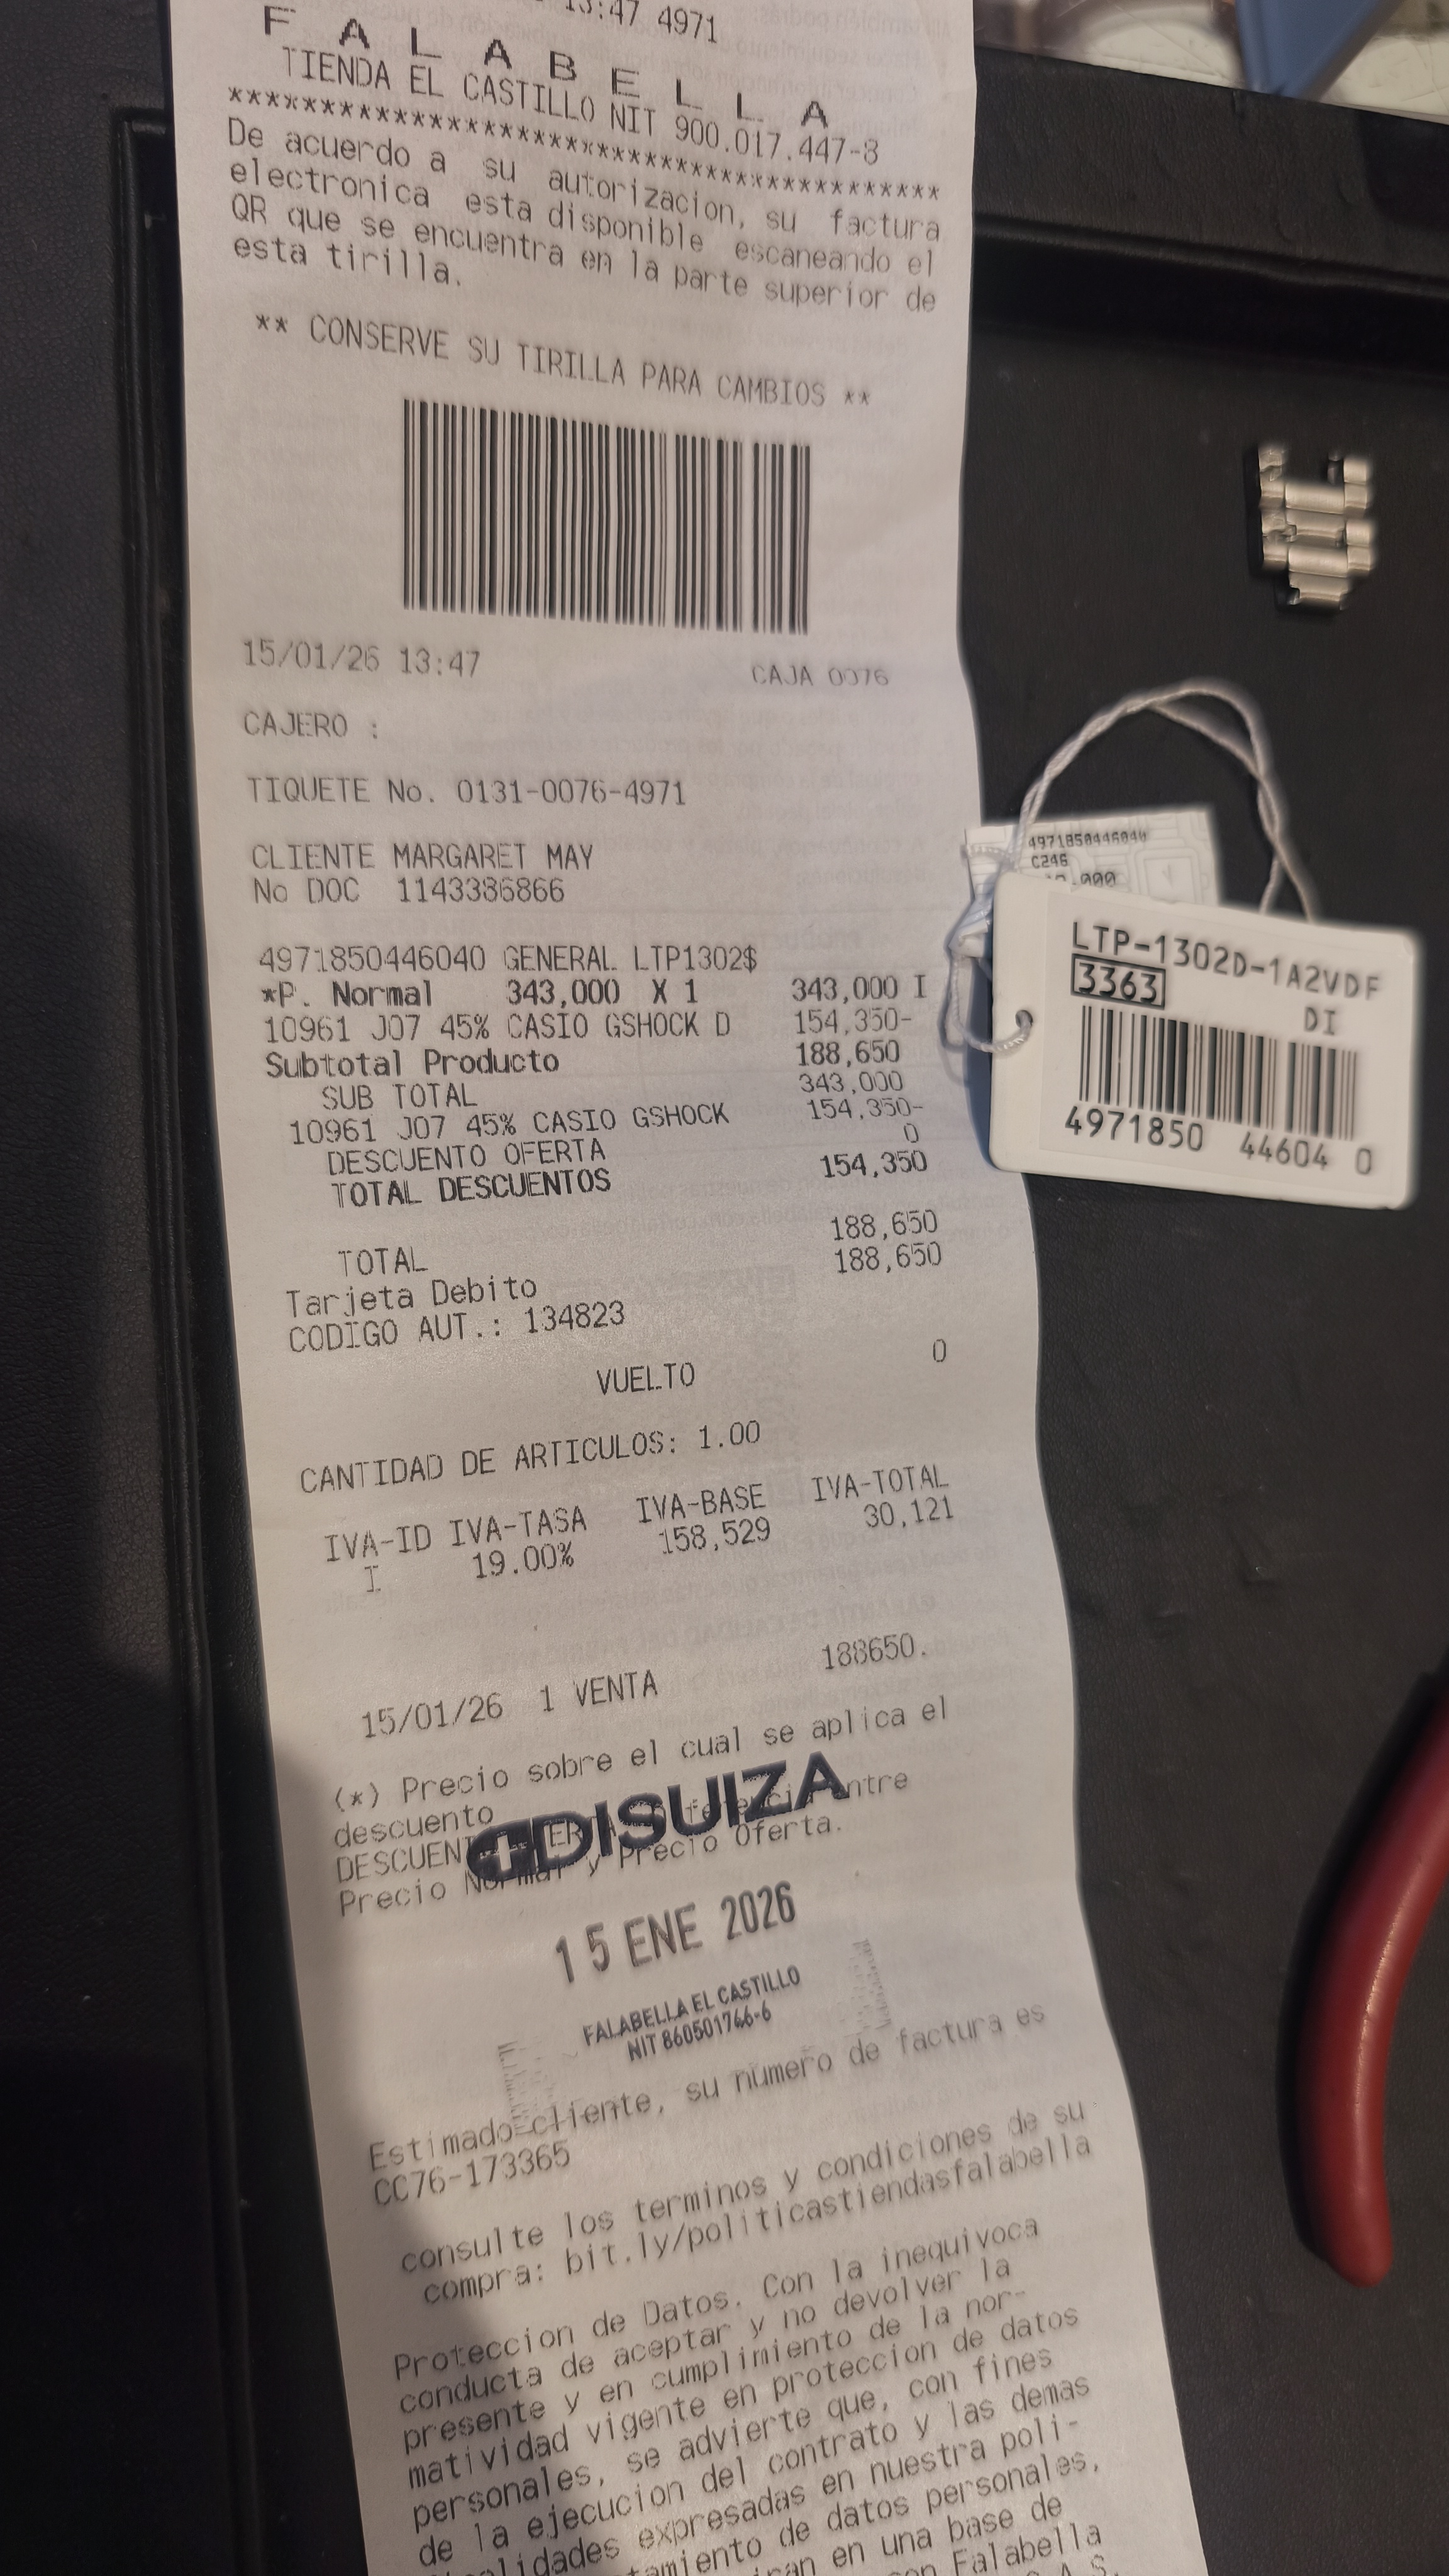 13:47 4971
FALABELLA
TIENDA EL CASTILLO NIT 900.017.447-8
***************************************
De acuerdo a su autorizacion, su factura
electronica esta disponible escaneando el
QR que se encuentra en la parte superior de
esta tirilla.
** CONSERVE SU TIRILLA PARA CAMBIOS **
15/01/26 13:47 CAJA 0076
CAJERO :
TIQUETE No. 0131-0076-4971
CLIENTE MARGARET MAY
No DOC 1143386866
4971850446040 GENERAL LTP1302$
*P. Normal 343,000 X 1 343,000 I
10961 J07 45% CASIO GSHOCK D 154,350-
Subtotal Producto 188,650
SUB TOTAL 343,000
10961 J07 45% CASIO GSHOCK 154,350-
DESCUENTO OFERTA 0
TOTAL DESCUENTOS 154,350
TOTAL 188,650
Tarjeta Debito 188,650
CODIGO AUT.: 134823
VUELTO 0
CANTIDAD DE ARTICULOS: 1.00
IVA-ID IVA-TASA IVA-BASE IVA-TOTAL
I 19.00% 158,529 30,121
15/01/26 1 VENTA 188650.
(*) Precio sobre el cual se aplica el
descuento
DISUIZA
entre
Precio Normal y Precio Oferta.
15 ENE 2026
FALABELLA EL CASTILLO
NIT 860501766-6
Estimado cliente, su numero de factura es
CC76-173365
consulte los terminos y condiciones de su
compra: bit.ly/politicastiendasfalabella
Proteccion de Datos. Con la inequivoca
conducta de aceptar y no devolver la
presente y en cumplimiento de la nor-
matividad vigente en proteccion de datos
personales, se advierte que, con fines
de la ejecucion del contrato y las demas
expresadas en nuestra poli-
de datos personales,
en una base de
Falabella
4971850446040
C246
LTP-1302D-1A2VDF
3363
DI
4971850 44604 0